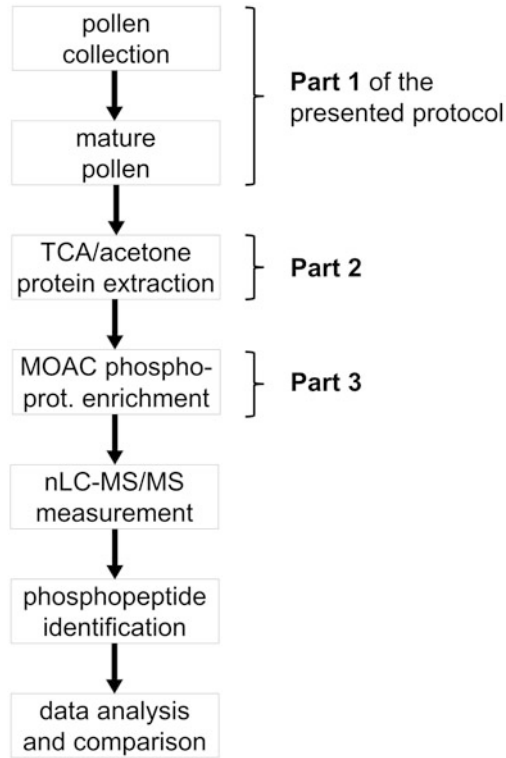 pollen
collection
Part 1 of the
presented protocol
mature
pollen
TCA/acetone
protein extraction
Part 2
MOAC phospho-
prot. enrichment
Part 3
nLC-MS/MS
measurement
phosphopeptide
identification
data analysis
and comparison